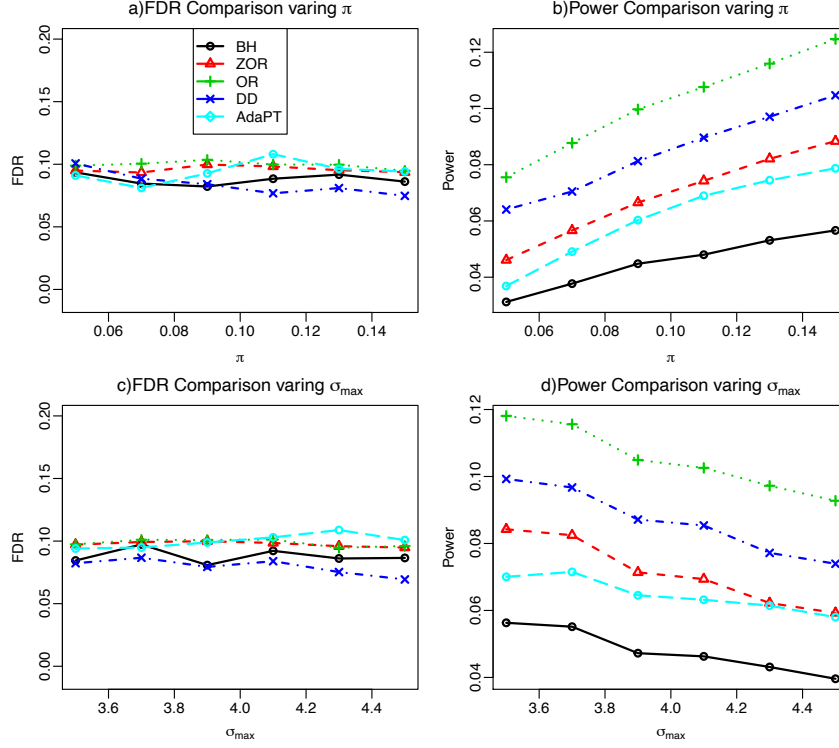 a)FDR Comparison varing π
b)Power Comparison varing π
BH
ZOR
OR
DD
AdaPT
FDR
0.00 0.05 0.10 0.15 0.20
0.06 0.08 0.10 0.12 0.14
π
Power
0.04 0.06 0.08 0.10 0.12
0.06 0.08 0.10 0.12 0.14
π
c)FDR Comparison varing σmax
d)Power Comparison varing σmax
FDR
0.00 0.05 0.10 0.15 0.20
3.6 3.8 4.0 4.2 4.4
σmax
Power
0.04 0.06 0.08 0.10 0.12
3.6 3.8 4.0 4.2 4.4
σmax